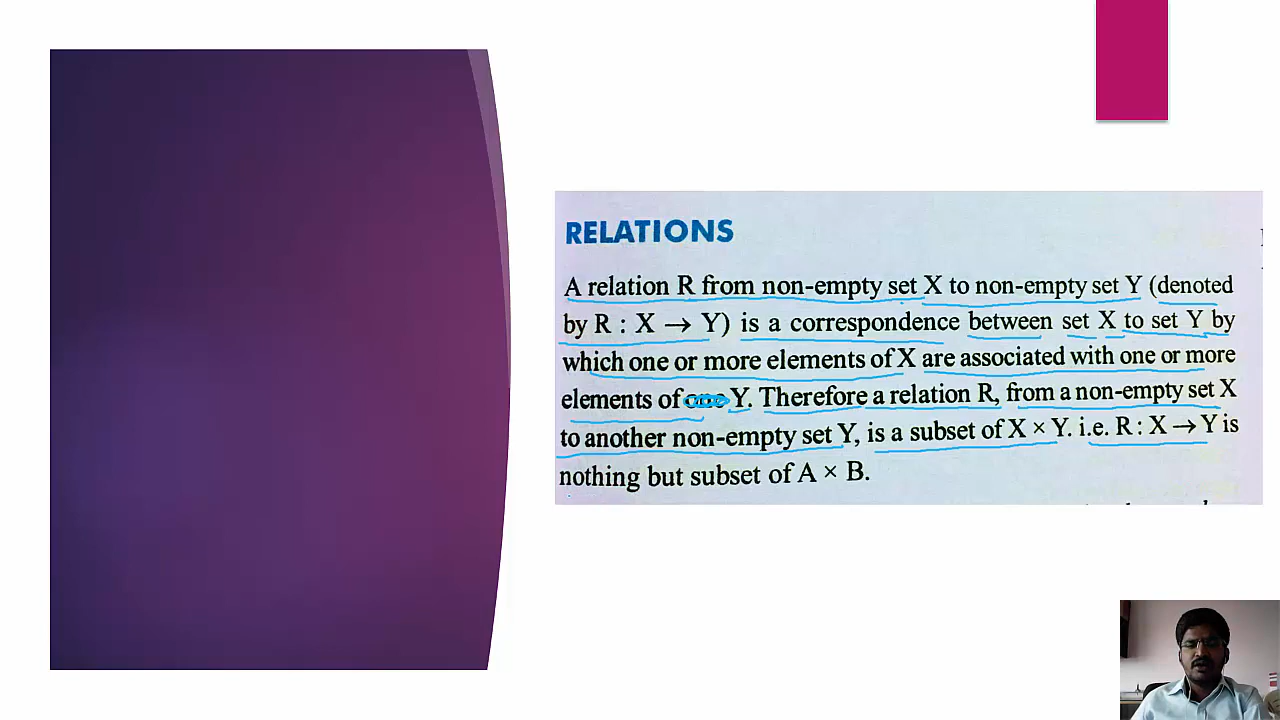 RELATIONS
A relation R from non-empty set X to non-empty set Y (denoted
by R : X → Y) is a correspondence between set X to set Y by
which one or more elements of X are associated with one or more
elements of one Y. Therefore a relation R, from a non-empty set X
to another non-empty set Y, is a subset of X × Y. i.e. R : X → Y is
nothing but subset of A × B.